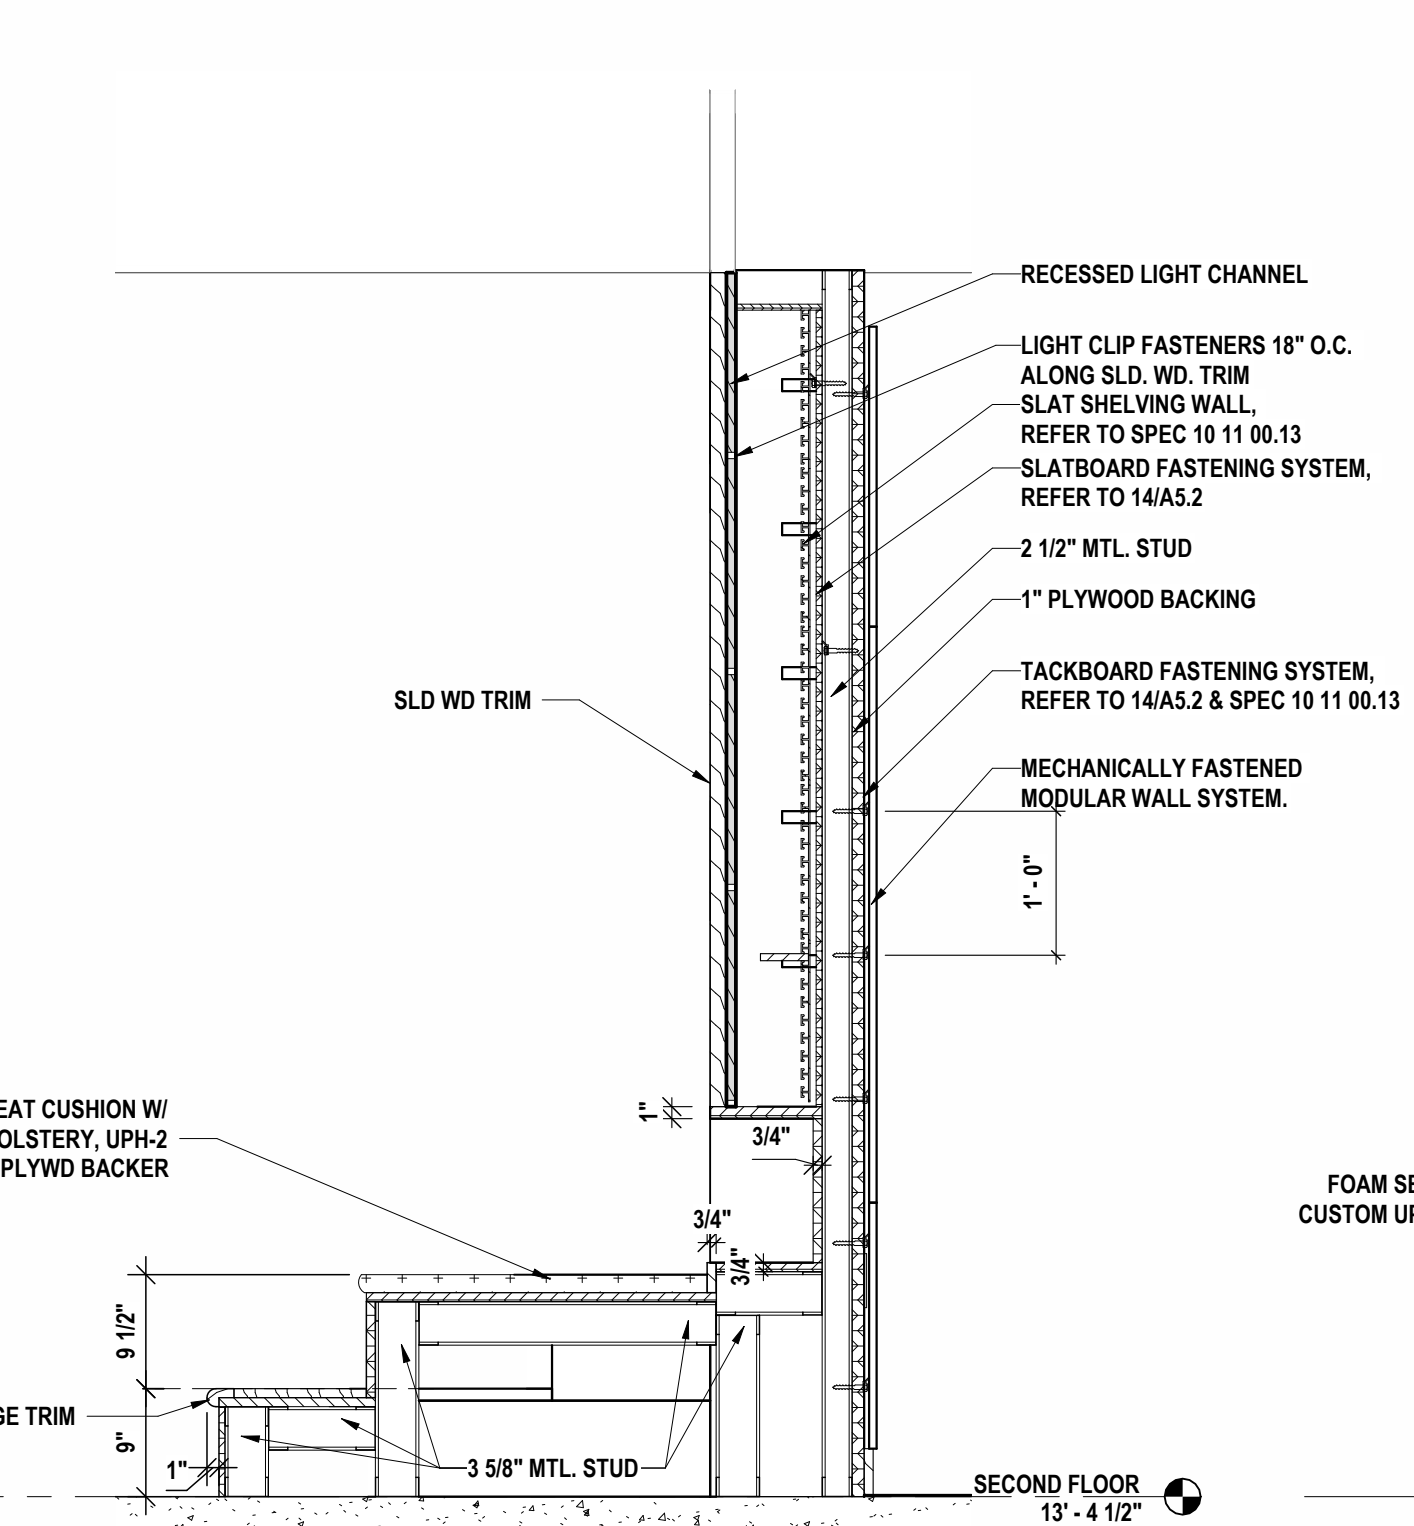 RECESSED LIGHT CHANNEL
LIGHT CLIP FASTENERS 18" O.C.
ALONG SLD. WD. TRIM
SLAT SHELVING WALL,
REFER TO SPEC 10 11 00.13
SLATBOARD FASTENING SYSTEM,
REFER TO 14/A5.2
2 1/2" MTL. STUD
1" PLYWOOD BACKING
TACKBOARD FASTENING SYSTEM,
REFER TO 14/A5.2 & SPEC 10 11 00.13
SLD WD TRIM
MECHANICALLY FASTENED
MODULAR WALL SYSTEM.
1' - 0"
EAT CUSHION W/
OLSTERY, UPH-2
PLYWD BACKER
1"
3/4"
3/4"
3/4"
FOAM SE
CUSTOM UP
9 1/2"
GE TRIM
9"
1"
3 5/8" MTL. STUD
SECOND FLOOR
13' - 4 1/2"